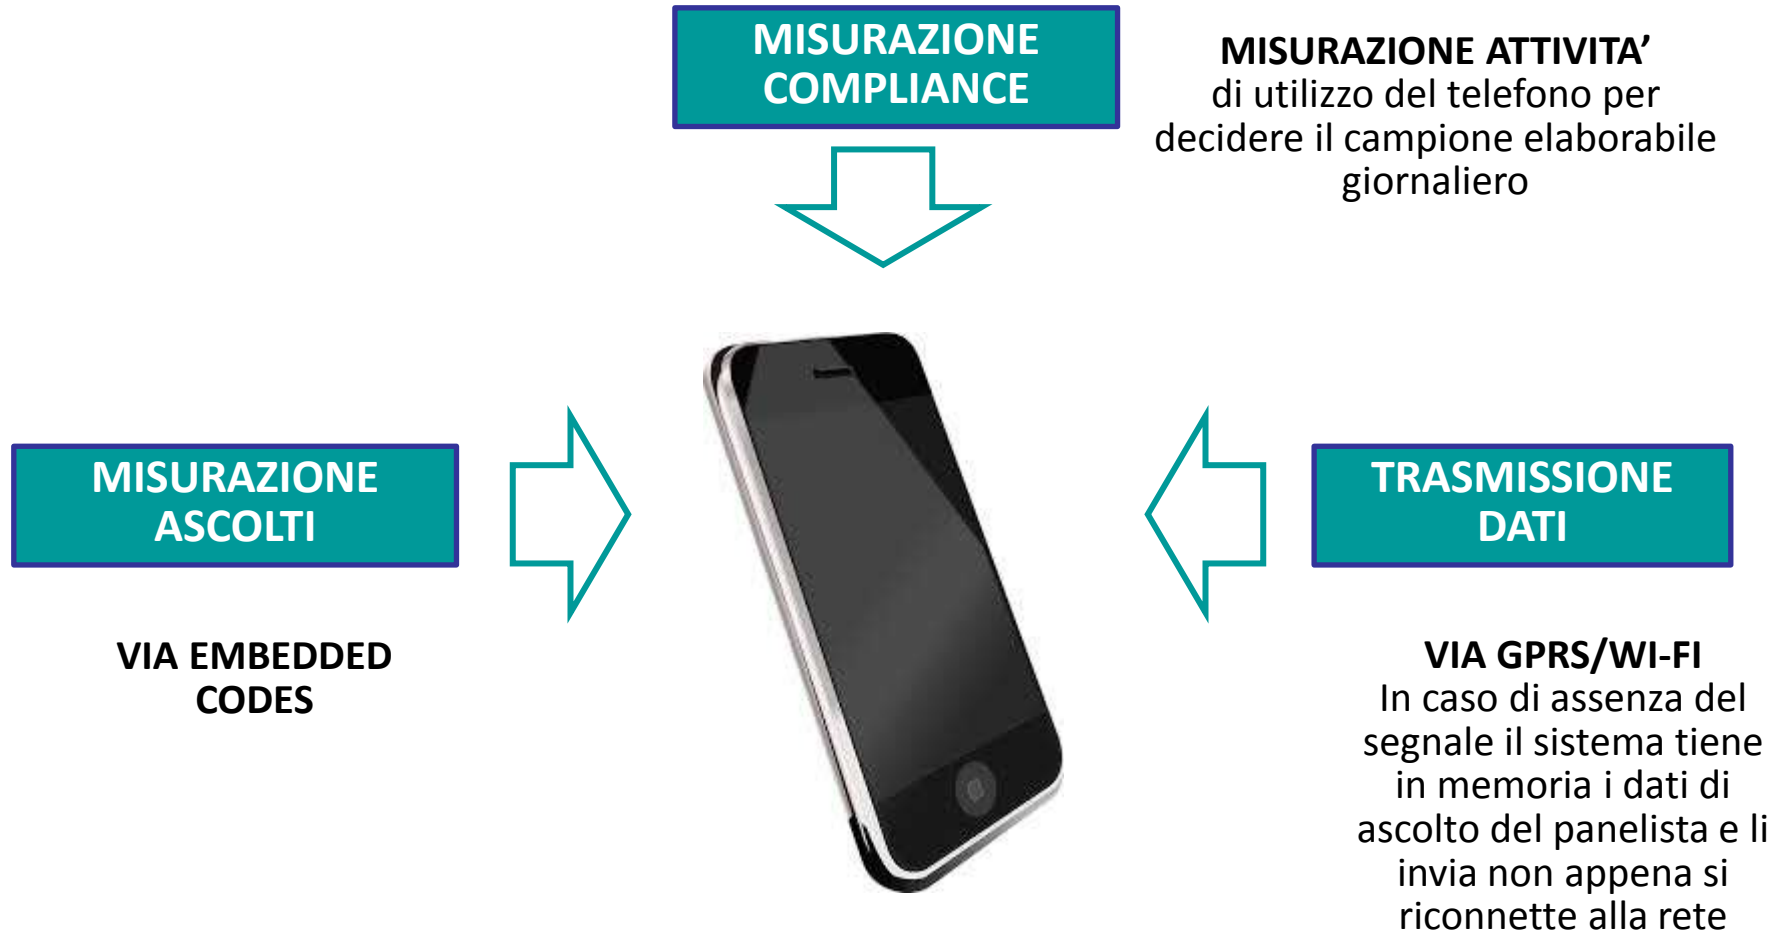 MISURAZIONE
COMPLIANCE
MISURAZIONE ATTIVITA’
di utilizzo del telefono per
decidere il campione elaborabile
giornaliero
MISURAZIONE
ASCOLTI
VIA EMBEDDED
CODES
TRASMISSIONE
DATI
VIA GPRS/WI-FI
In caso di assenza del
segnale il sistema tiene
in memoria i dati di
ascolto del panelista e li
invia non appena si
riconnette alla rete